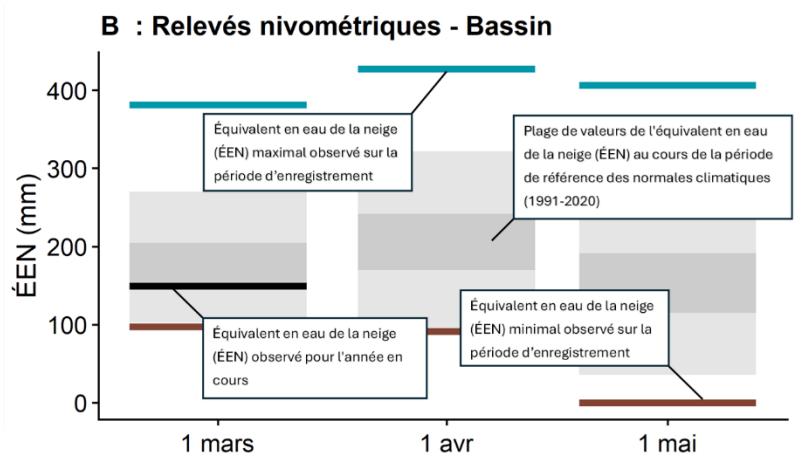 B : Relevés nivométriques - Bassin
ÉEN (mm)
400
300
200
100
0
Équivalent en eau de la neige
(ÉEN) maximal observé sur la
période d’enregistrement
Plage de valeurs de l'équivalent en eau
de la neige (ÉEN) au cours de la période
de référence des normales climatiques
(1991-2020)
Équivalent en eau de la neige
(ÉEN) observé pour l'année en
cours
Équivalent en eau de la neige
(ÉEN) minimal observé sur la
période d’enregistrement
1 mars
1 avr
1 mai